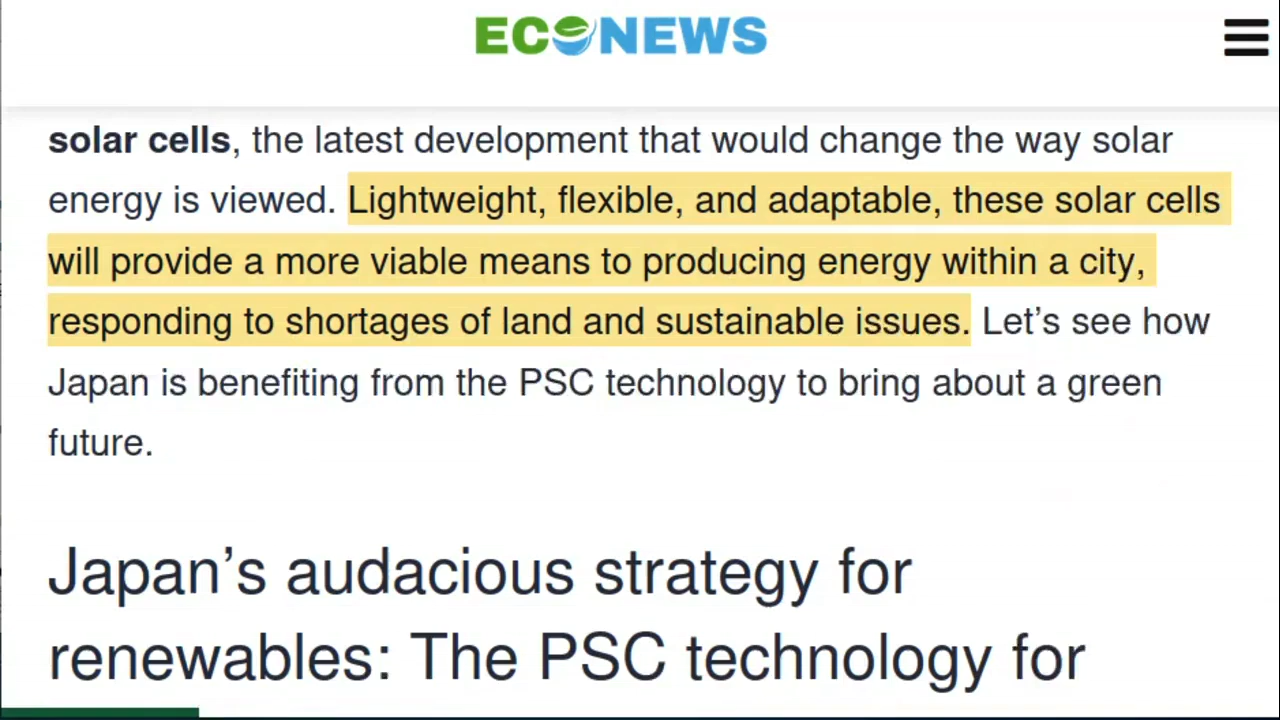 ECONEWS
solar cells, the latest development that would change the way solar
energy is viewed. Lightweight, flexible, and adaptable, these solar cells
will provide a more viable means to producing energy within a city,
responding to shortages of land and sustainable issues. Let’s see how
Japan is benefiting from the PSC technology to bring about a green
future.
Japan’s audacious strategy for
renewables: The PSC technology for